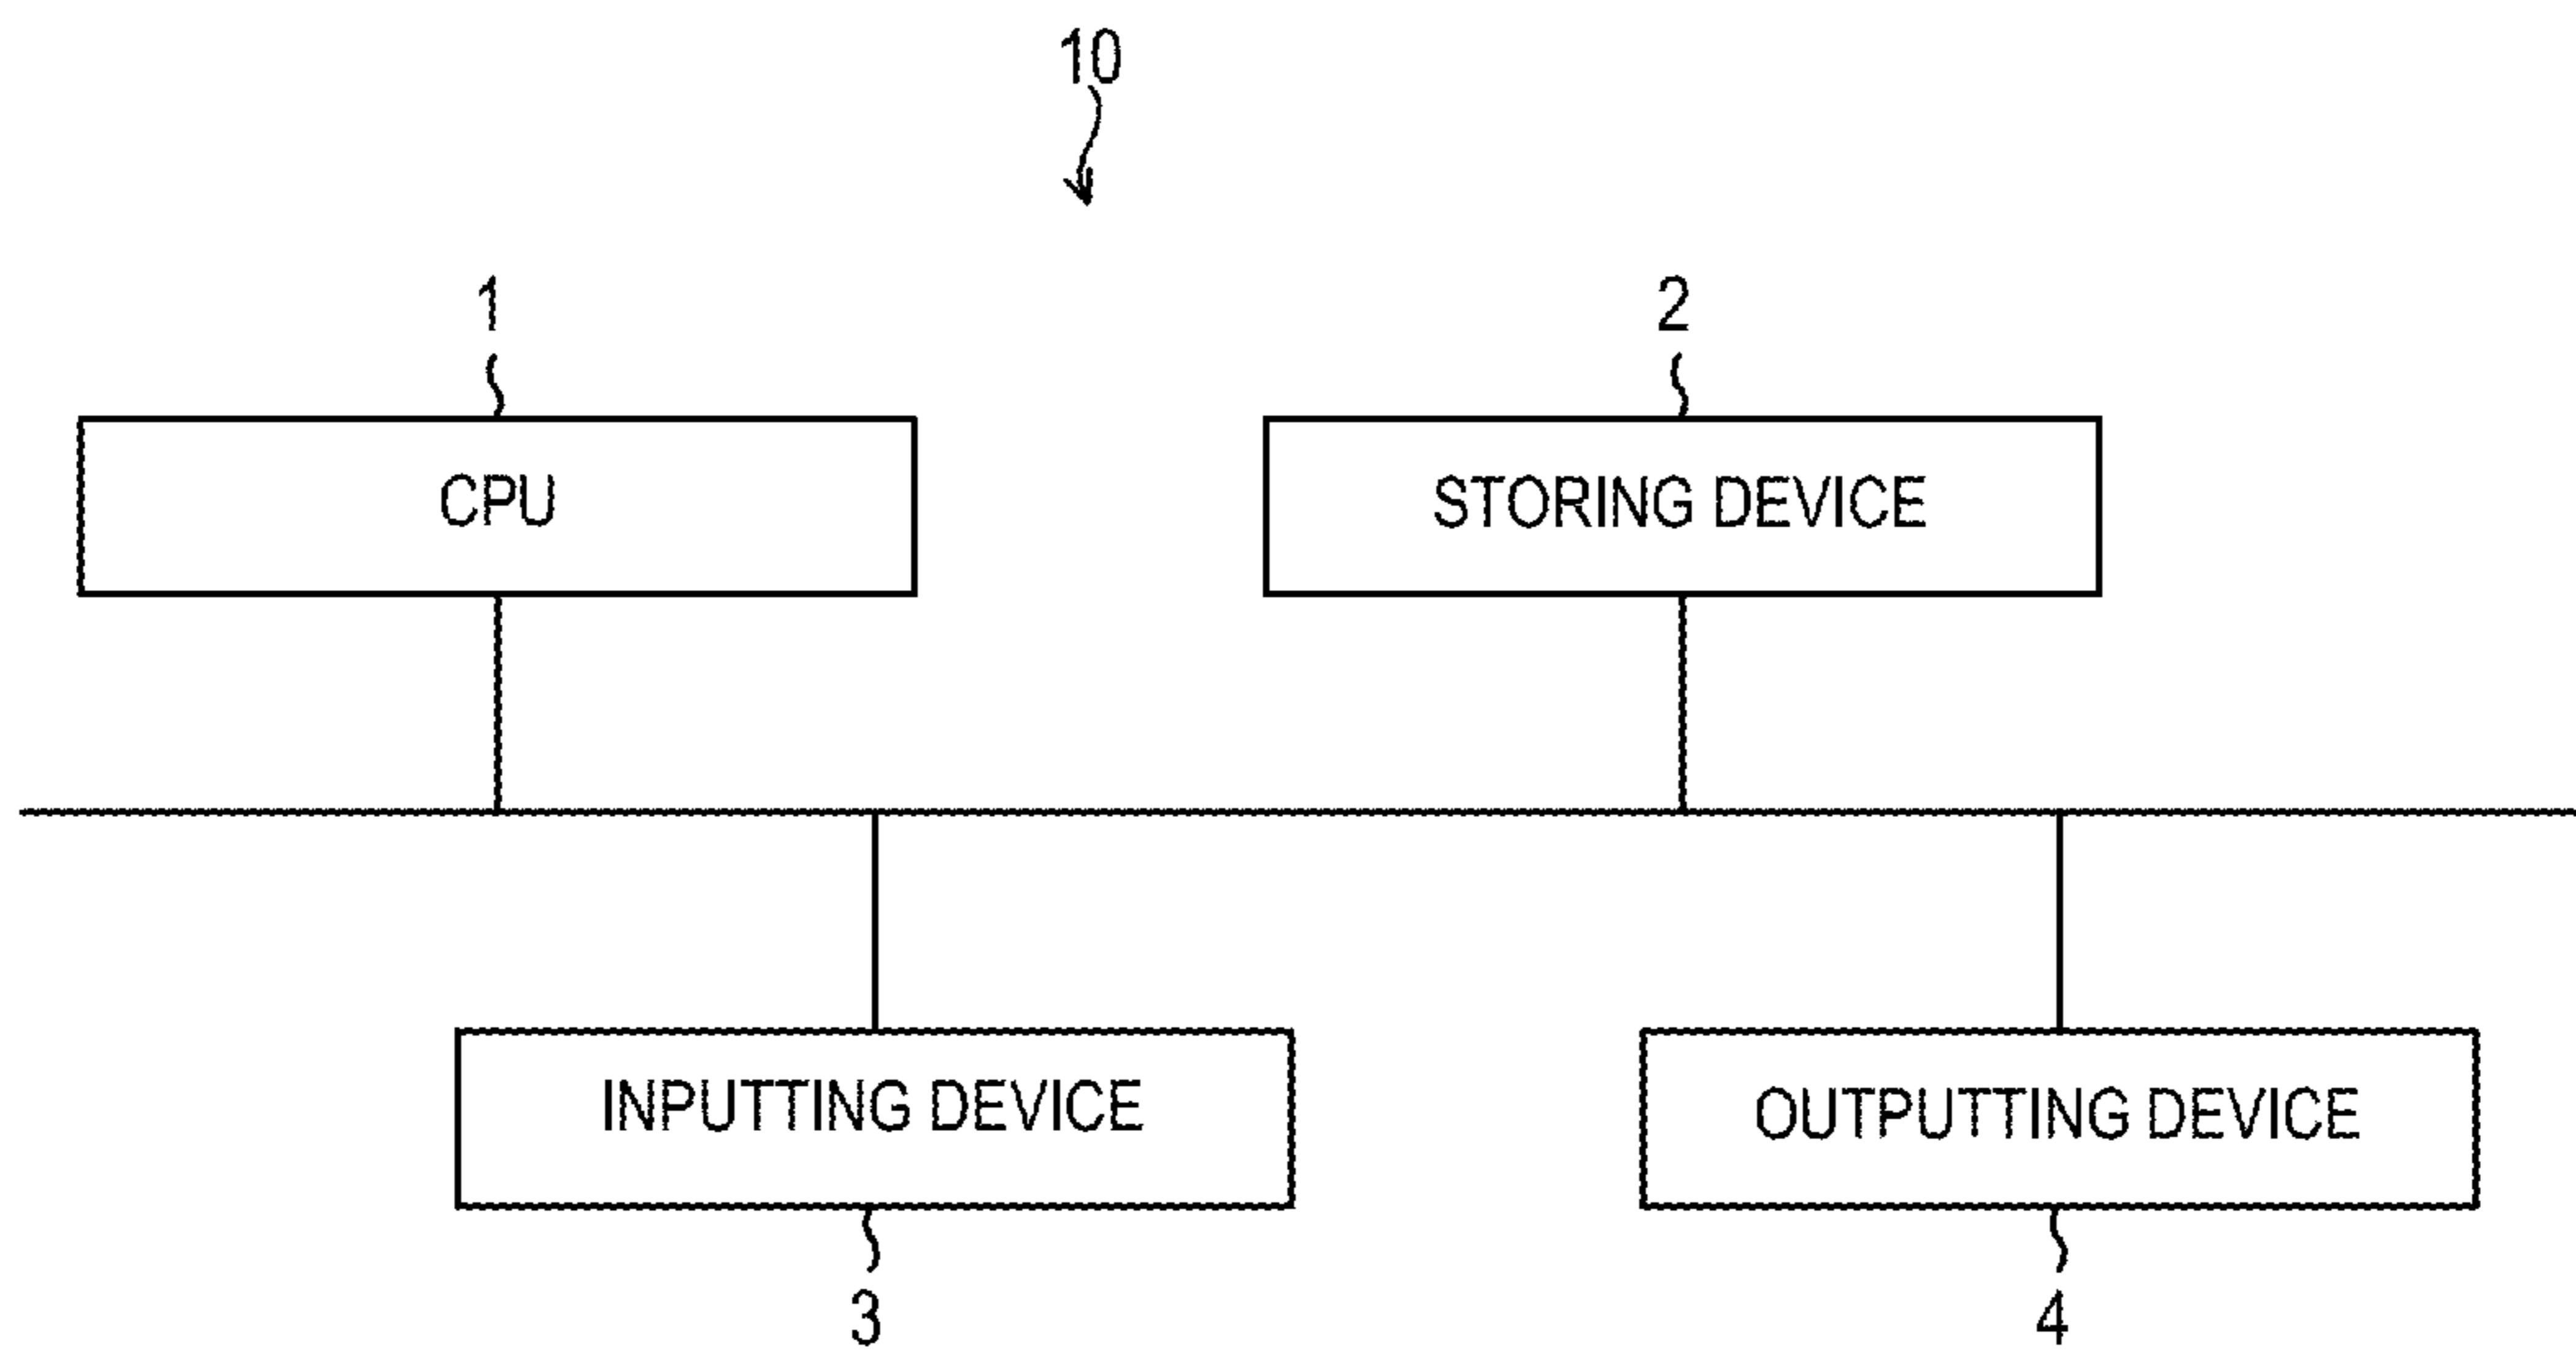 10
1
2
CPU
STORING DEVICE
INPUTTING DEVICE
OUTPUTTING DEVICE
3
4